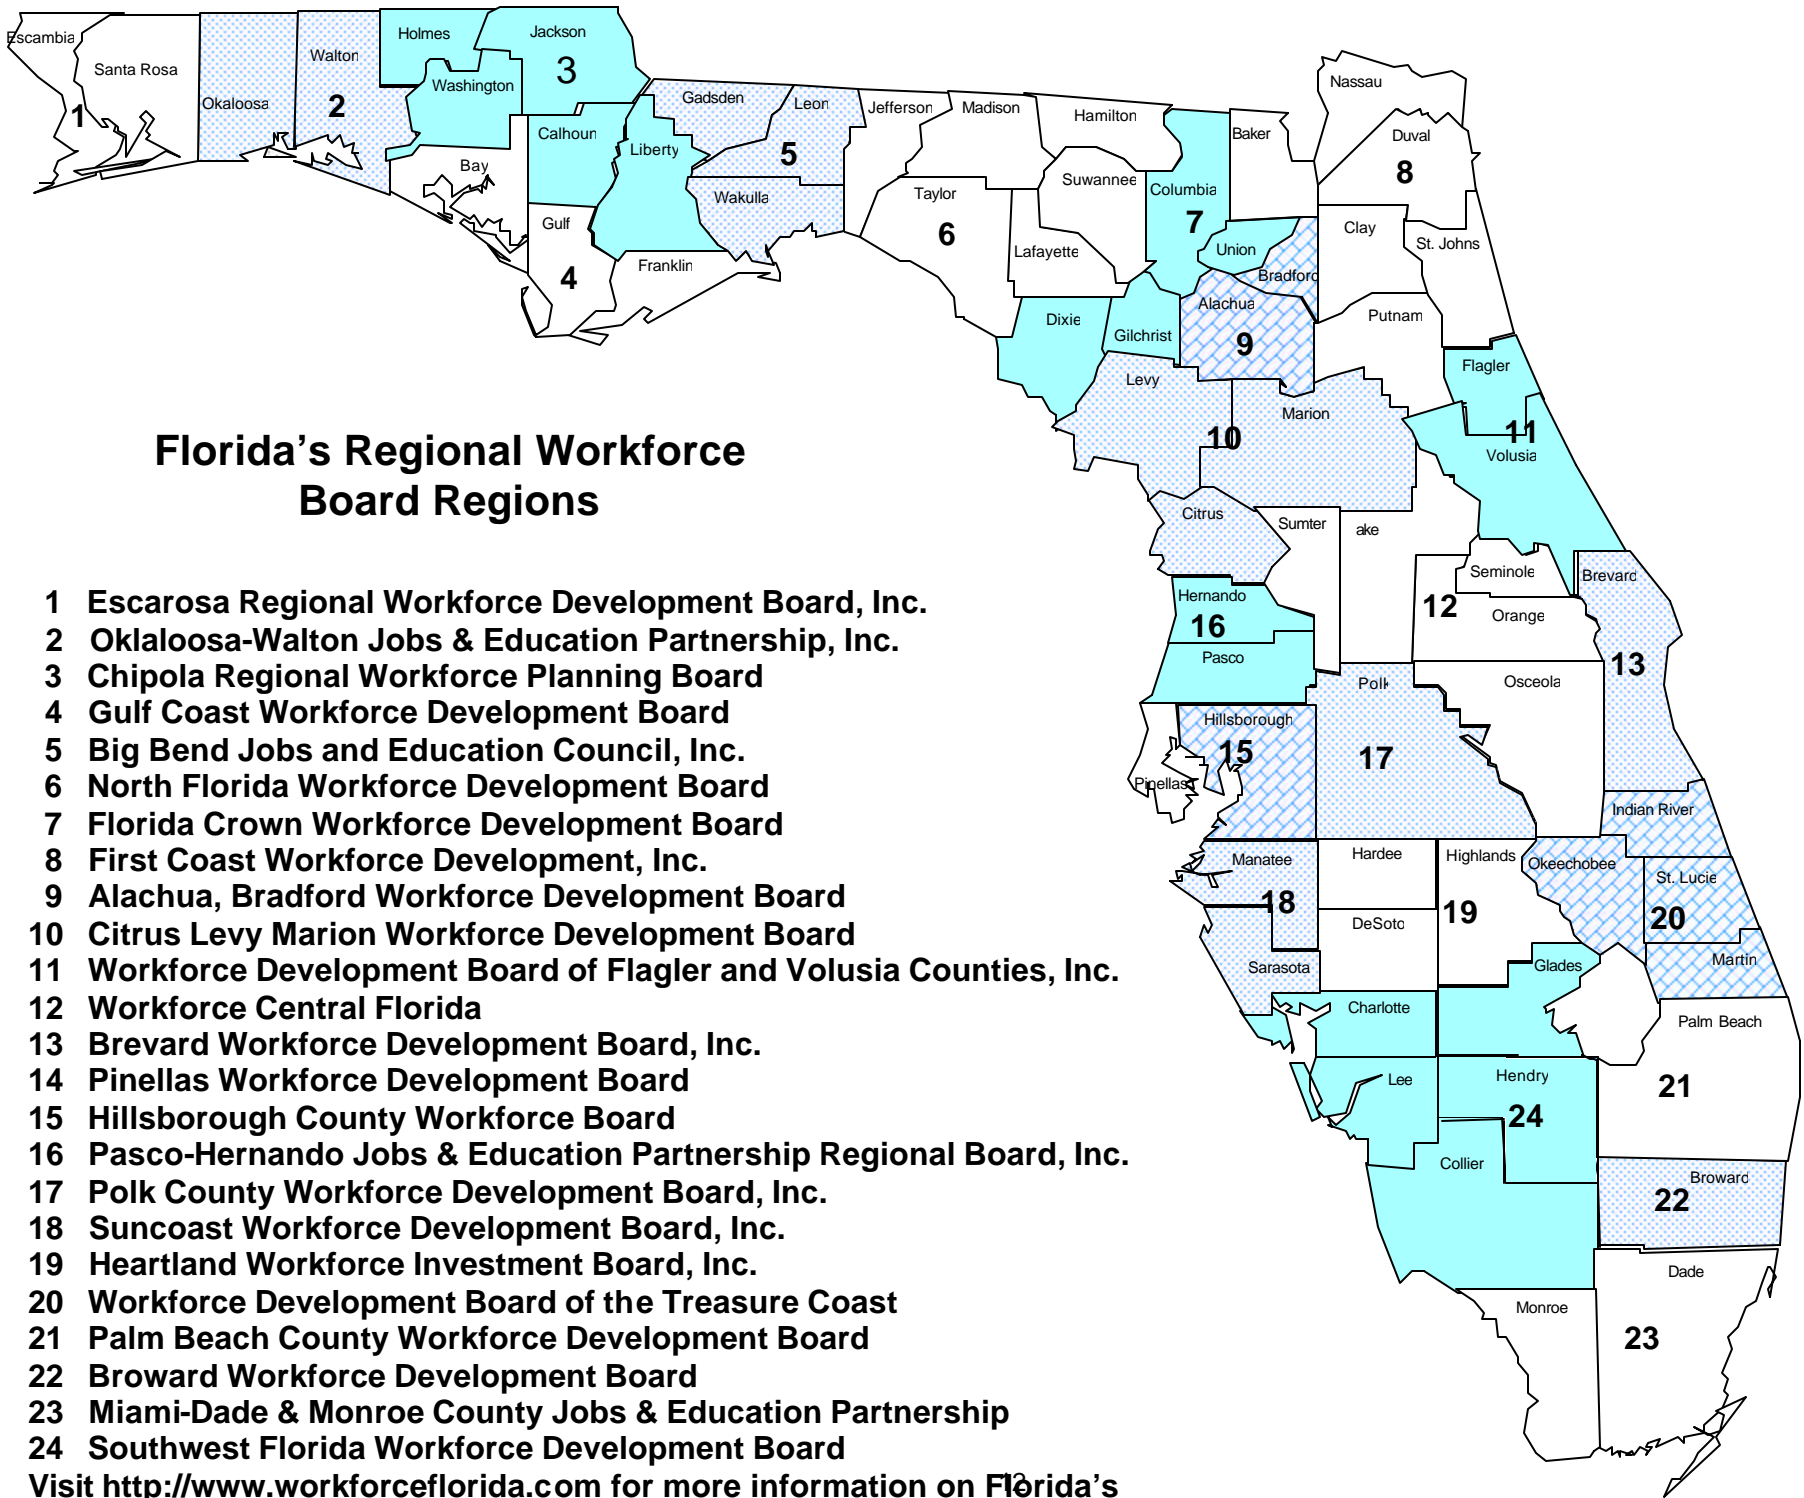 Escambia
Santa Rosa
1
Okaloosa
Walton
2
Holmes
Washington
Jackson
3
Bay
Calhoun
Gulf
4
Liberty
Franklin
Gadsden
Leon
5
Wakulla
Jefferson
Madison
Taylor
6
Hamilton
Suwannee
Lafayette
Columbia
7
Baker
Union
Bradford
Nassau
Duval
8
Clay
St. Johns
Putnam
Alachua
9
Dixie
Gilchrist
Levy
10
Marion
Flagler
11
Volusia
Citrus
Sumter
ake
Seminole
12
Orange
Brevard
13
Hernando
16
Pasco
Osceola
Polk
17
Hillsborough
15
Pinellas
Indian River
Manatee
18
Hardee
Highlands
19
Okeechobee
St. Lucie
20
DeSoto
Sarasota
Martin
Charlotte
Glades
Palm Beach
21
Lee
Hendry
24
Collier
Broward
22
Dade
23
Monroe
Florida’s Regional Workforce
Board Regions
1 Escarosa Regional Workforce Development Board, Inc.
2 Oklaloosa-Walton Jobs & Education Partnership, Inc.
3 Chipola Regional Workforce Planning Board
4 Gulf Coast Workforce Development Board
5 Big Bend Jobs and Education Council, Inc.
6 North Florida Workforce Development Board
7 Florida Crown Workforce Development Board
8 First Coast Workforce Development, Inc.
9 Alachua, Bradford Workforce Development Board
10 Citrus Levy Marion Workforce Development Board
11 Workforce Development Board of Flagler and Volusia Counties, Inc.
12 Workforce Central Florida
13 Brevard Workforce Development Board, Inc.
14 Pinellas Workforce Development Board
15 Hillsborough County Workforce Board
16 Pasco-Hernando Jobs & Education Partnership Regional Board, Inc.
17 Polk County Workforce Development Board, Inc.
18 Suncoast Workforce Development Board, Inc.
19 Heartland Workforce Investment Board, Inc.
20 Workforce Development Board of the Treasure Coast
21 Palm Beach County Workforce Development Board
22 Broward Workforce Development Board
23 Miami-Dade & Monroe County Jobs & Education Partnership
24 Southwest Florida Workforce Development Board
Visit http://www.workforceflorida.com for more information on Florida’s
12